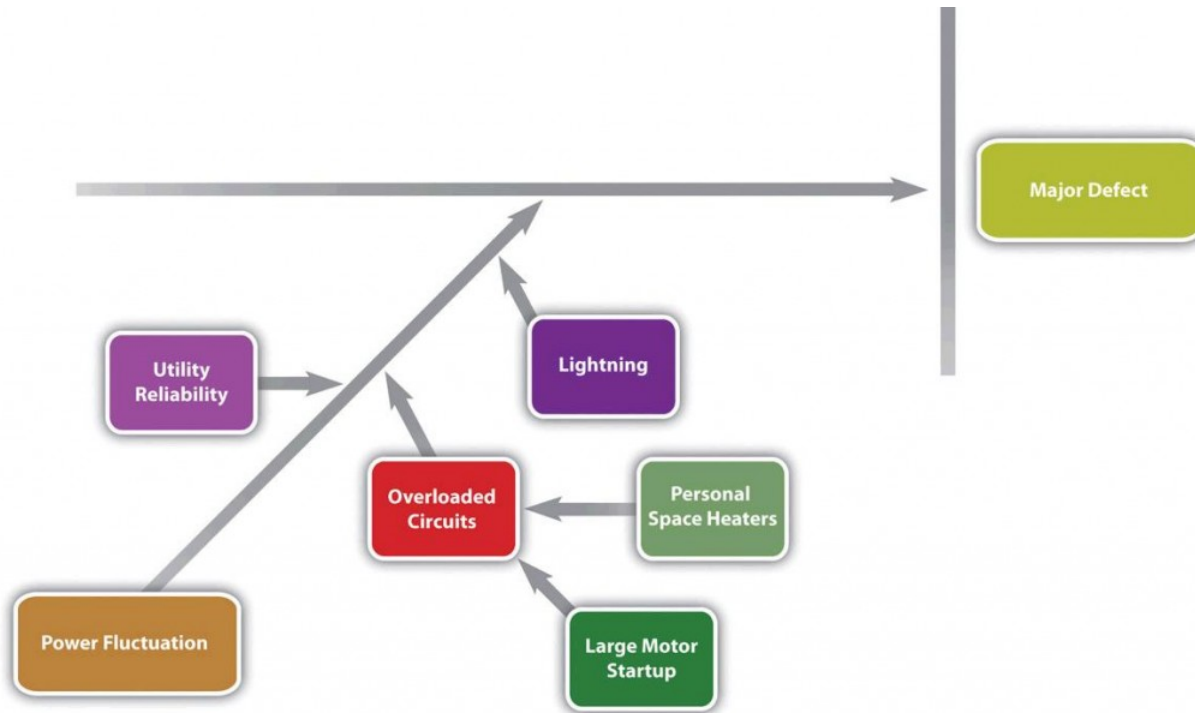 Major Defect
Utility
Reliability
Lightning
Overloaded
Circuits
Personal
Space Heaters
Power Fluctuation
Large Motor
Startup